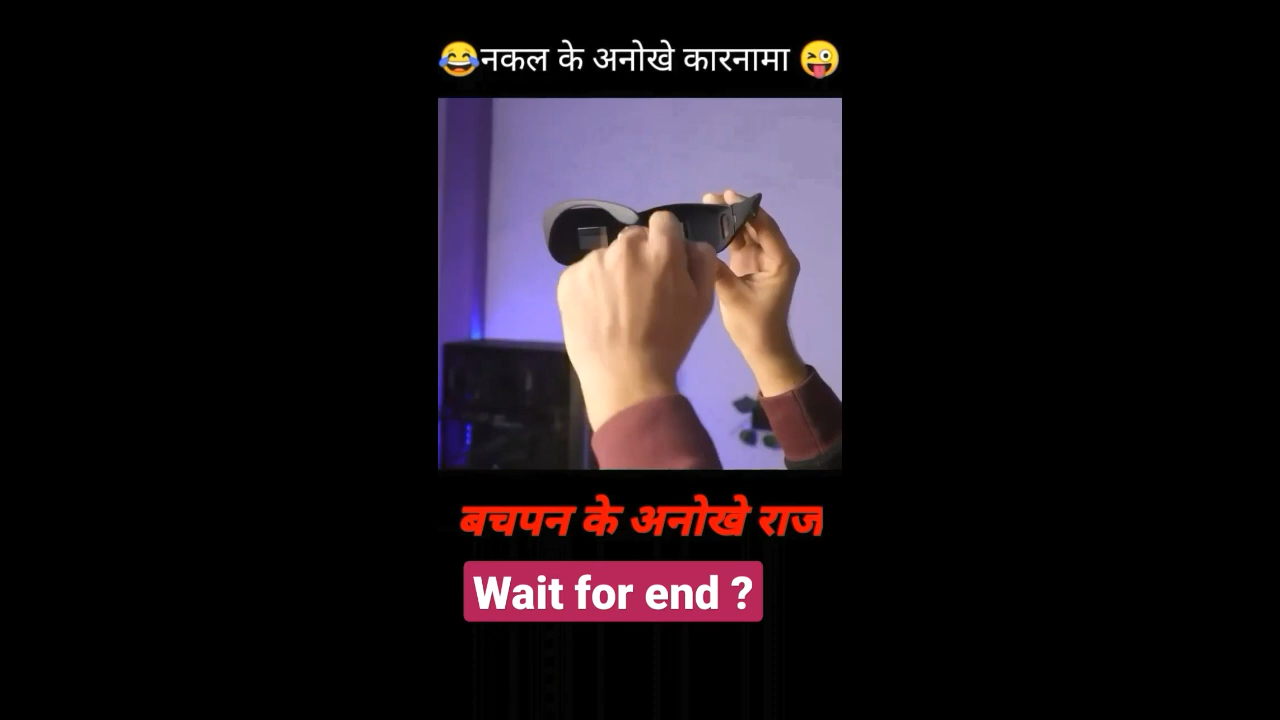 😂नकल के अनोखे कारनामा 😜
बचपन के अनोखे राज
Wait for end ?